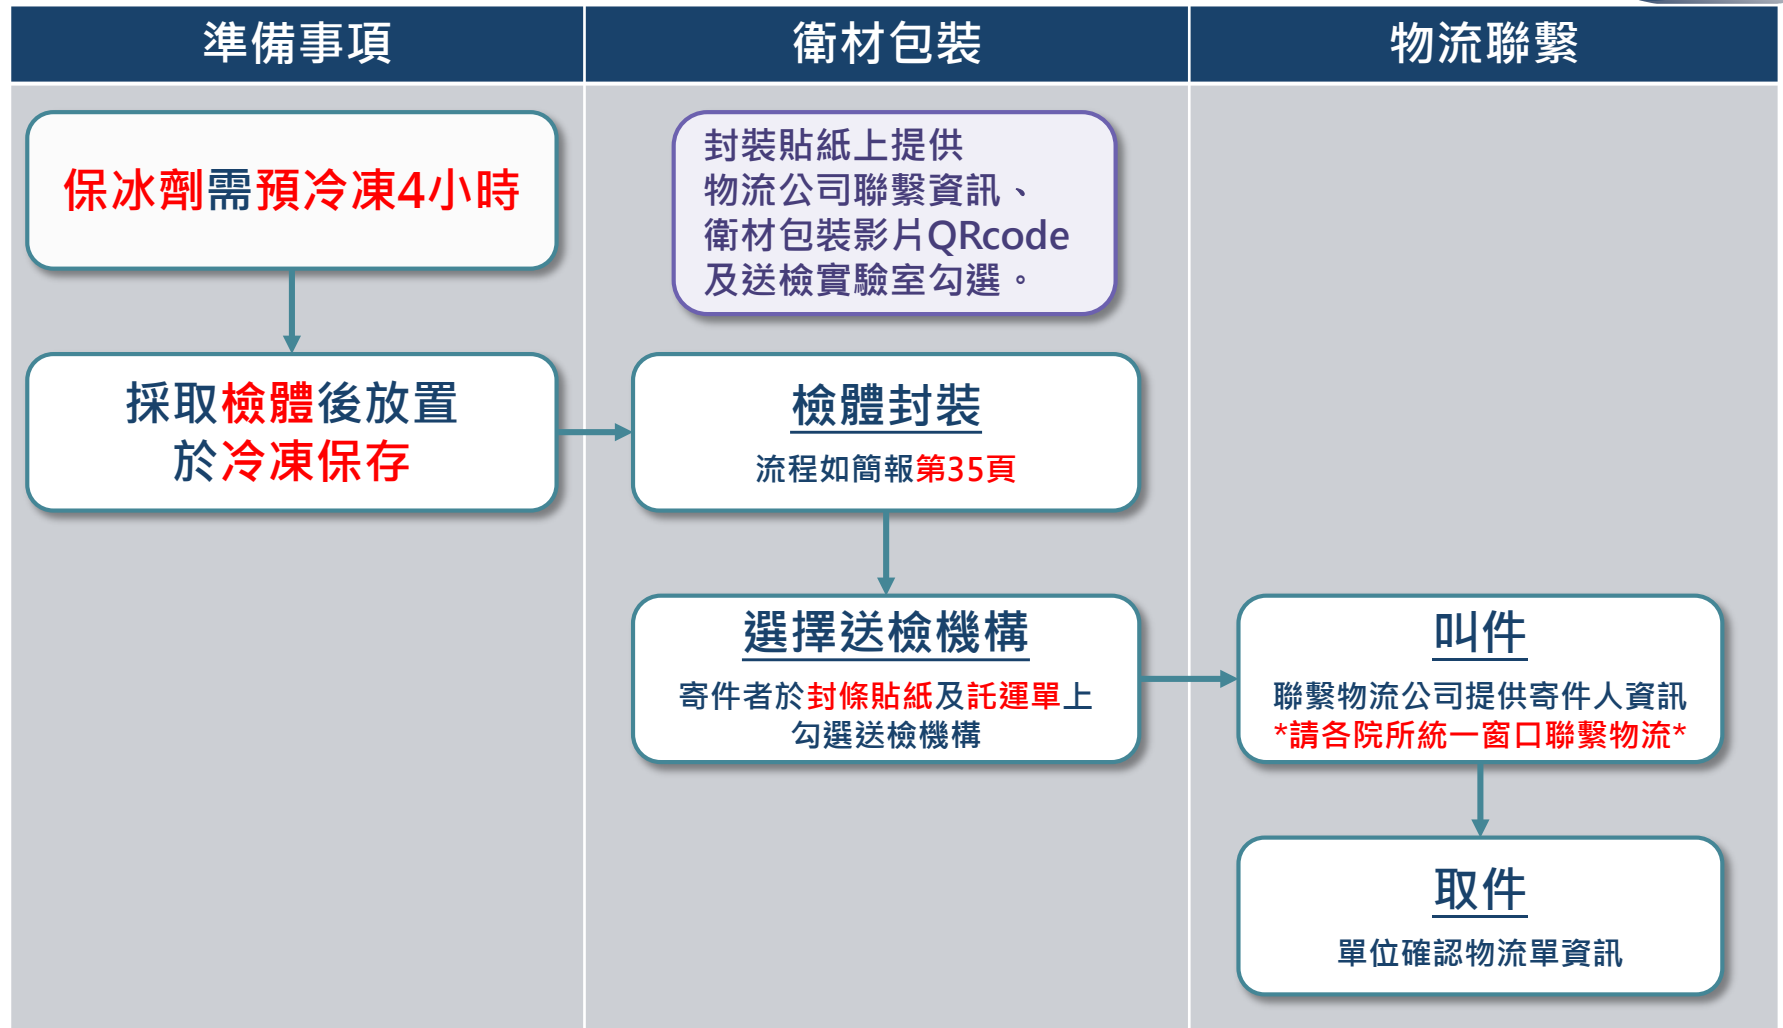 準備事項
衛材包裝
物流聯繫
保冰劑需預冷凍4小時
採取檢體後放置
於冷凍保存
封裝貼紙上提供
物流公司聯繫資訊、
衛材包裝影片QRcode
及送檢實驗室勾選。
檢體封裝
流程如簡報第35頁
選擇送檢機構
寄件者於封條貼紙及託運單上
勾選送檢機構
叫件
聯繫物流公司提供寄件人資訊
*請各院所統一窗口聯繫物流*
取件
單位確認物流單資訊